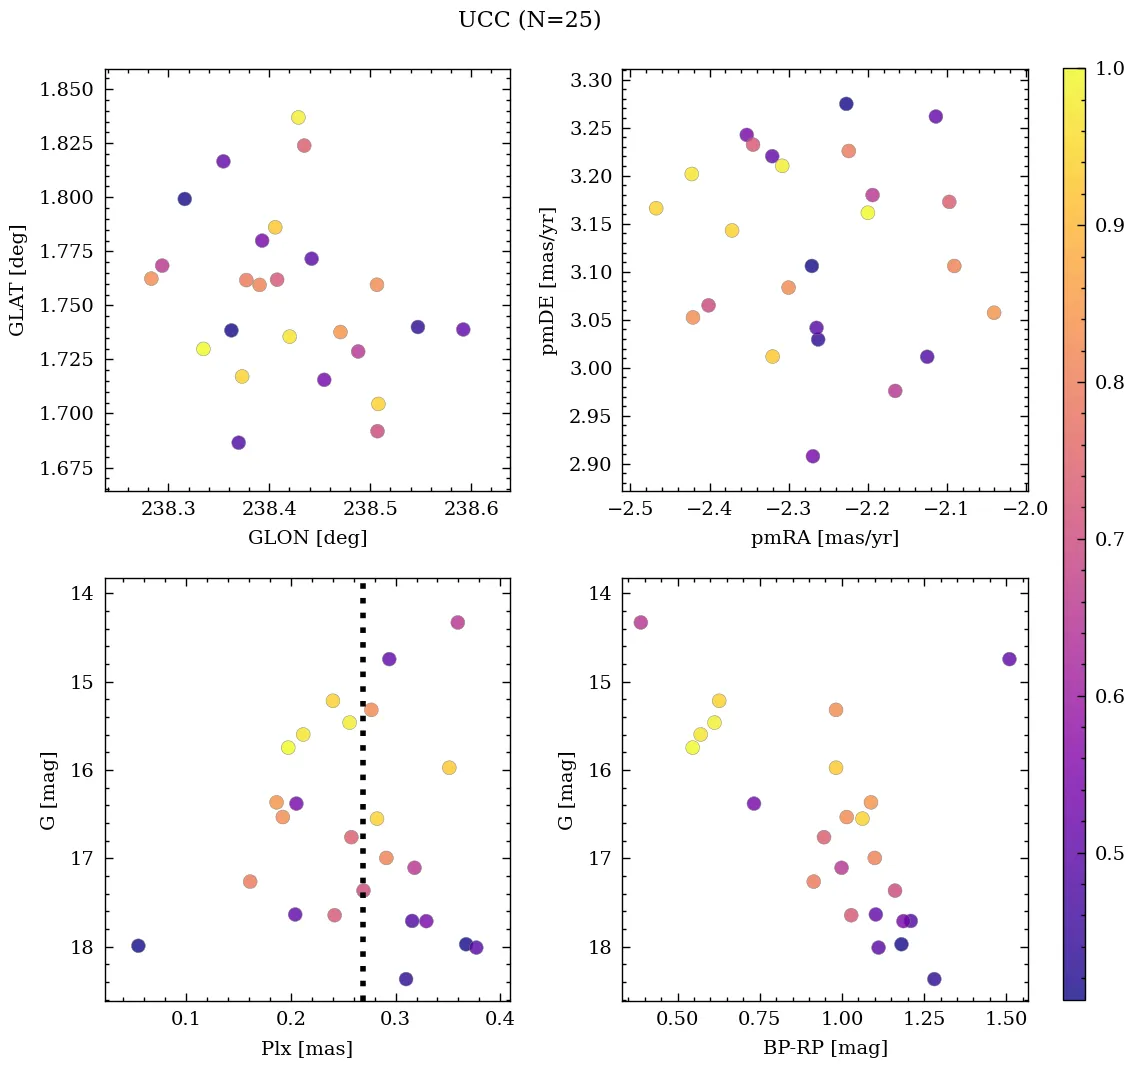 UCC (N=25)
1.850
1.825
1.800
1.775
1.750
1.725
1.700
1.675
GLAT [deg]
238.3 238.4 238.5 238.6
GLON [deg]
3.30
3.25
3.20
3.15
3.10
3.05
3.00
2.95
2.90
pmDE [mas/yr]
−2.5 −2.4 −2.3 −2.2 −2.1 −2.0
pmRA [mas/yr]
14
15
16
17
18
G [mag]
0.1 0.2 0.3 0.4
Plx [mas]
14
15
16
17
18
G [mag]
0.50 0.75 1.00 1.25 1.50
BP-RP [mag]
1.0
0.9
0.8
0.7
0.6
0.5